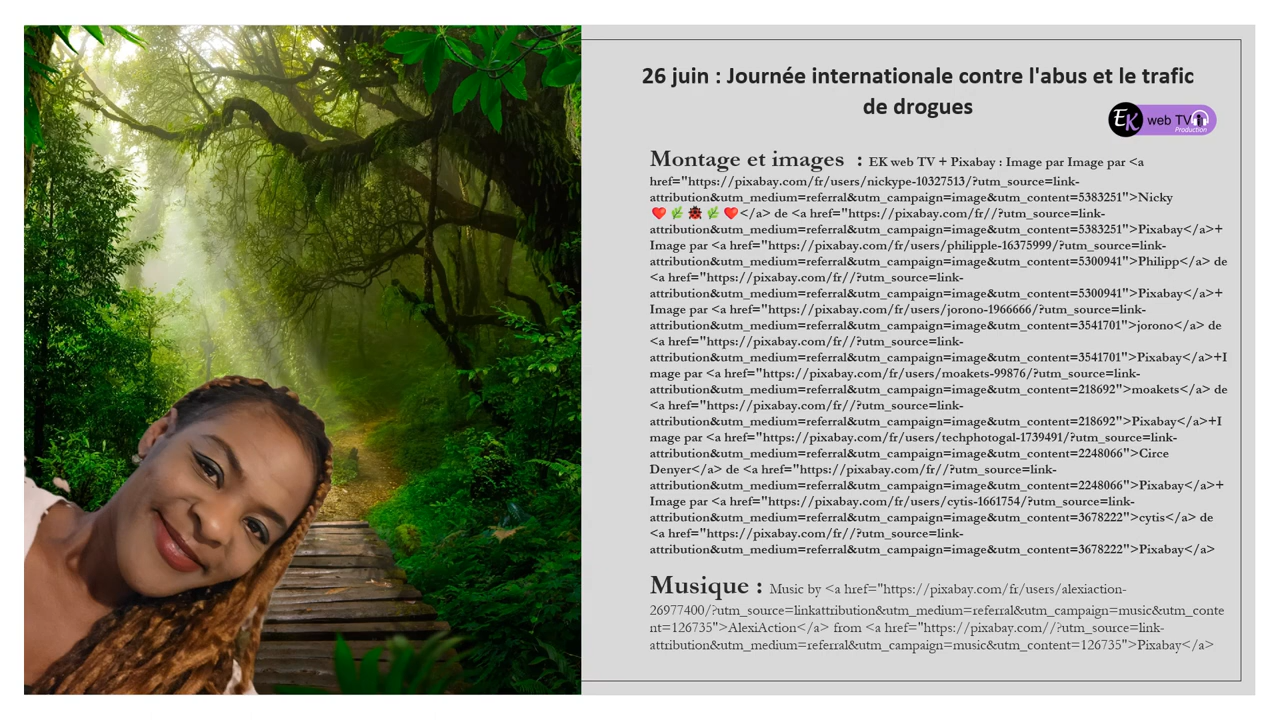 26 juin : Journée internationale contre l'abus et le trafic
de drogues
EK web TV
Production
Montage et images : EK web TV + Pixabay : Image par Image par <a
href="https://pixabay.com/fr/users/nickype-10327513/?utm_source=link-
attribution&utm_medium=referral&utm_campaign=image&utm_content=5383251">Nicky
❤️🌿🐞🌿❤️</a> de <a href="https://pixabay.com/fr//?utm_source=link-
attribution&utm_medium=referral&utm_campaign=image&utm_content=5383251">Pixabay</a>+
Image par <a href="https://pixabay.com/fr/users/philipple-16375999/?utm_source=link-
attribution&utm_medium=referral&utm_campaign=image&utm_content=5300941">Philipp</a> de
<a href="https://pixabay.com/fr//?utm_source=link-
attribution&utm_medium=referral&utm_campaign=image&utm_content=5300941">Pixabay</a>+
Image par <a href="https://pixabay.com/fr/users/jorono-1966666/?utm_source=link-
attribution&utm_medium=referral&utm_campaign=image&utm_content=3541701">jorono</a> de
<a href="https://pixabay.com/fr//?utm_source=link-
attribution&utm_medium=referral&utm_campaign=image&utm_content=3541701">Pixabay</a>+I
mage par <a href="https://pixabay.com/fr/users/moakets-99876/?utm_source=link-
attribution&utm_medium=referral&utm_campaign=image&utm_content=218692">moakets</a> de
<a href="https://pixabay.com/fr//?utm_source=link-
attribution&utm_medium=referral&utm_campaign=image&utm_content=218692">Pixabay</a>+I
mage par <a href="https://pixabay.com/fr/users/techphotogal-1739491/?utm_source=link-
attribution&utm_medium=referral&utm_campaign=image&utm_content=2248066">Circe
Denyer</a> de <a href="https://pixabay.com/fr//?utm_source=link-
attribution&utm_medium=referral&utm_campaign=image&utm_content=2248066">Pixabay</a>+
Image par <a href="https://pixabay.com/fr/users/cytis-1661754/?utm_source=link-
attribution&utm_medium=referral&utm_campaign=image&utm_content=3678222">cytis</a> de
<a href="https://pixabay.com/fr//?utm_source=link-
attribution&utm_medium=referral&utm_campaign=image&utm_content=3678222">Pixabay</a>
Musique : Music by <a href="https://pixabay.com/fr/users/alexiaction-
26977400/?utm_source=linkattribution&utm_medium=referral&utm_campaign=music&utm_conte
nt=126735">AlexiAction</a> from <a href="https://pixabay.com//?utm_source=link-
attribution&utm_medium=referral&utm_campaign=music&utm_content=126735">Pixabay</a>